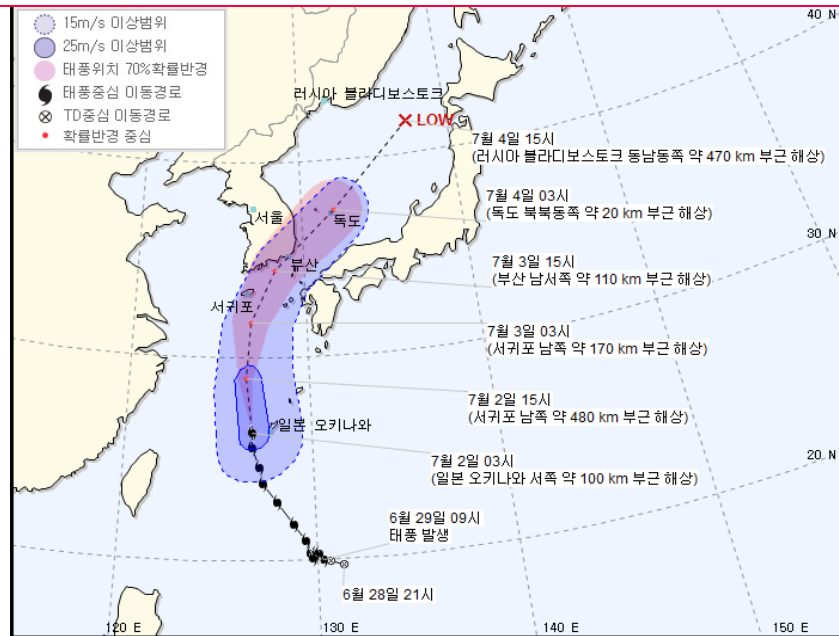 15m/s 이상범위
25m/s 이상범위
태풍위치 70%확률반경
태풍중심 이동경로
TD중심 이동경로
확률반경 중심
40 N
러시아 블라디보스토크
LOW
7월 4일 15시
(러시아 블라디보스토크 동남동쪽 약 470 km 부근 해상)
7월 4일 03시
(독도 북북동쪽 약 20 km 부근 해상)
서울
독도
30 N
부산
7월 3일 15시
(부산 남서쪽 약 110 km 부근 해상)
서귀포
7월 3일 03시
(서귀포 남쪽 약 170 km 부근 해상)
7월 2일 15시
(서귀포 남쪽 약 480 km 부근 해상)
일본 오키나와
20 N
7월 2일 03시
(일본 오키나와 서쪽 약 100 km 부근 해상)
6월 29일 09시
태풍 발생
6월 28일 21시
120 E
130 E
140 E
150 E